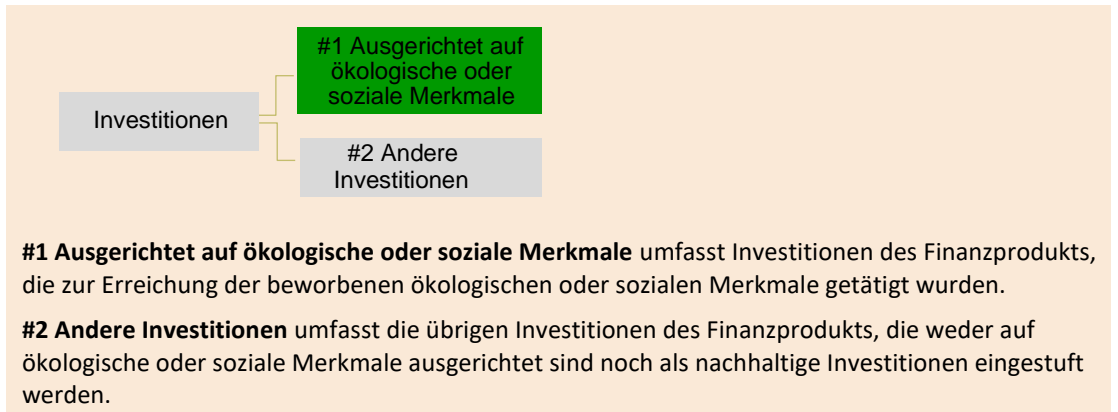 #1 Ausgerichtet auf
ökologische oder
soziale Merkmale
Investitionen
#2 Andere
Investitionen
#1 Ausgerichtet auf ökologische oder soziale Merkmale umfasst Investitionen des Finanzprodukts,
die zur Erreichung der beworbenen ökologischen oder sozialen Merkmale getätigt wurden.
#2 Andere Investitionen umfasst die übrigen Investitionen des Finanzprodukts, die weder auf
ökologische oder soziale Merkmale ausgerichtet sind noch als nachhaltige Investitionen eingestuft
werden.